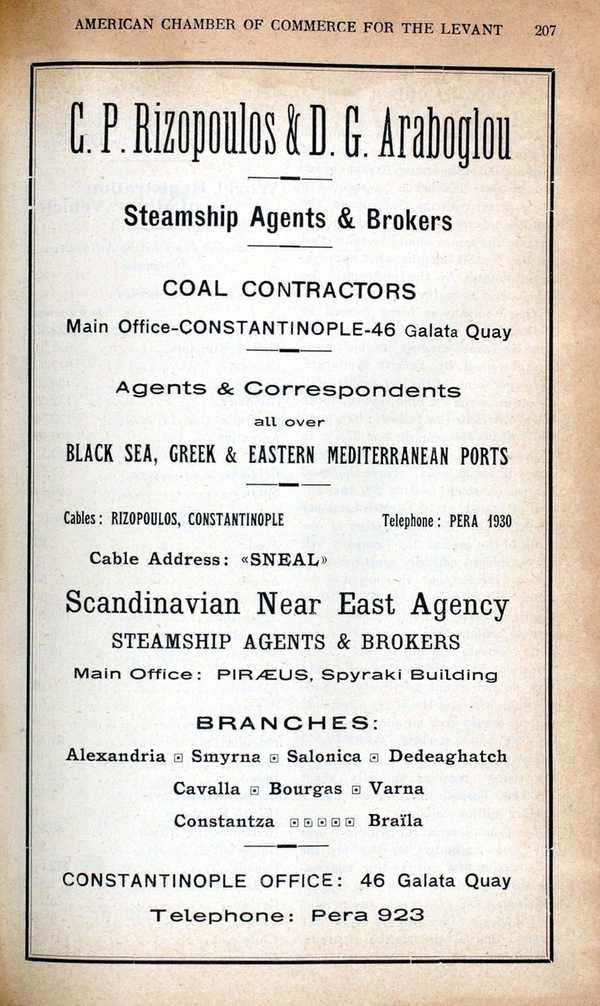 AMERICAN CHAMBER OF COMMERCE FOR THE LEVANT 207
C. P. Rizopoulos & D. G. Araboglou
Steamship Agents & Brokers
COAL CONTRACTORS
Main Office-CONSTANTINOPLE-46 Galata Quay
Agents & Correspondents
all over
BLACK SEA, GREEK & EASTERN MEDITERRANEAN PORTS
Cables: RIZOPOULOS, CONSTANTINOPLE Telephone: PERA 1930
Cable Address: «SNEAL»
Scandinavian Near East Agency
STEAMSHIP AGENTS & BROKERS
Main Office: PIRÆUS, Spyraki Building
BRANCHES:
Alexandria ⊡ Smyrna ⊡ Salonica ⊡ Dedeaghatch
Cavalla ⊡ Bourgas ⊡ Varna
Constantza ⊡ ⊡ ⊡ ⊡ ⊡ Braïla
CONSTANTINOPLE OFFICE: 46 Galata Quay
Telephone: Pera 923